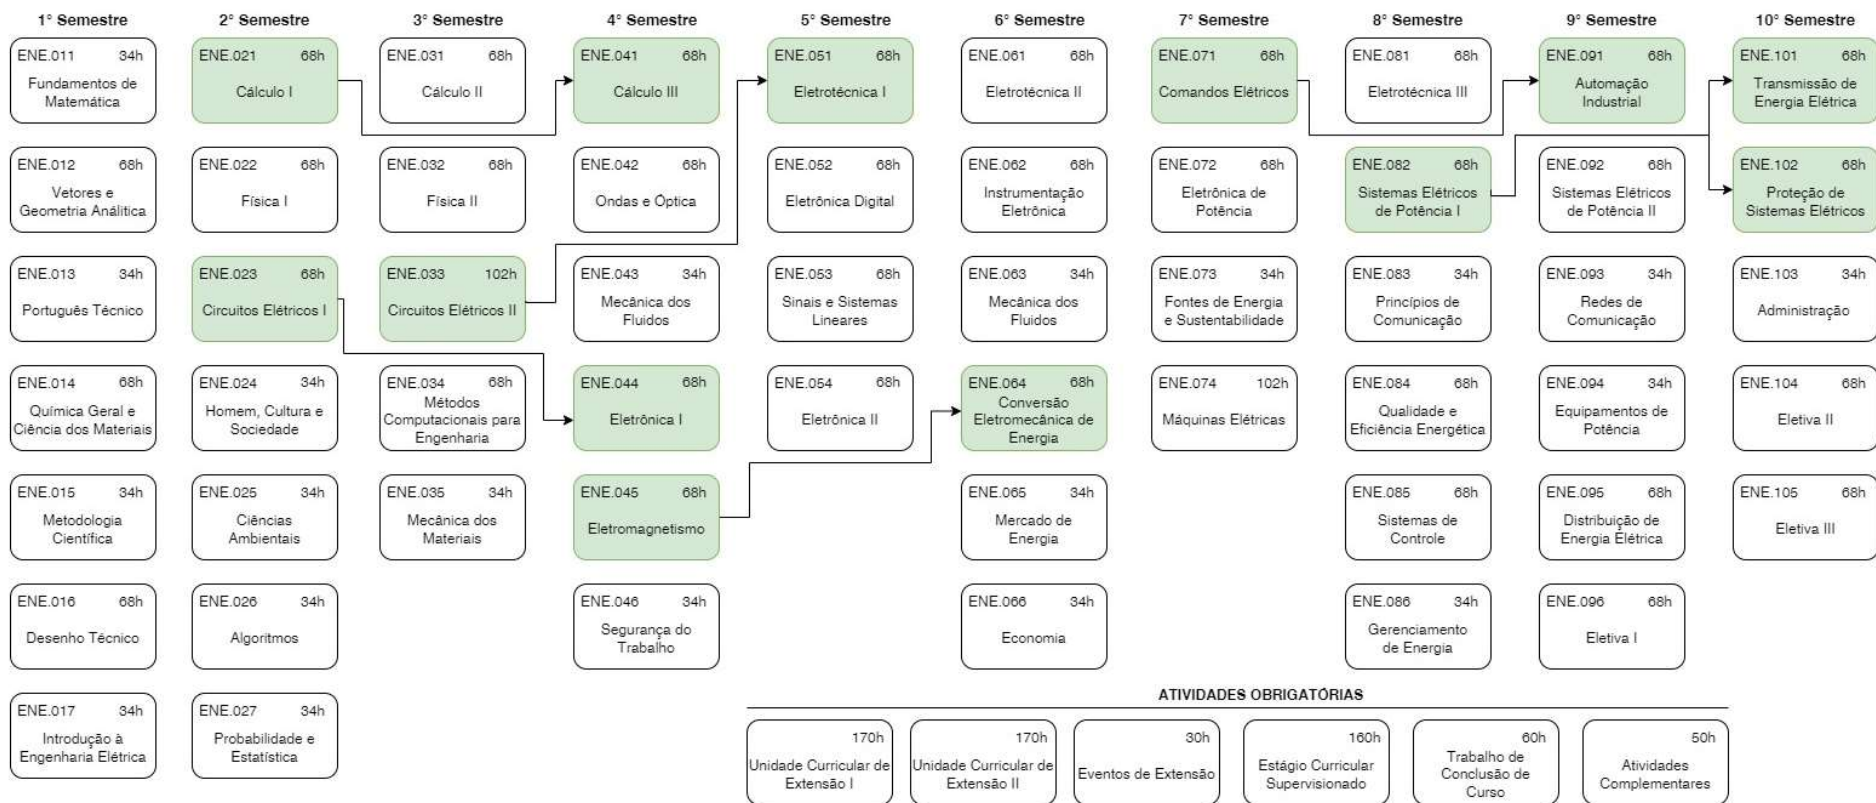 1° Semestre
2° Semestre
3° Semestre
4° Semestre
5° Semestre
6° Semestre
7° Semestre
8° Semestre
9° Semestre
10° Semestre
ENE.011 34h
Fundamentos de
Matemática
ENE.021 68h
Cálculo I
ENE.031 68h
Cálculo II
ENE.041 68h
Cálculo III
ENE.051 68h
Eletrotécnica I
ENE.061 68h
Eletrotécnica II
ENE.071 68h
Comandos Elétricos
ENE.081 68h
Eletrotécnica III
ENE.091 68h
Automação
Industrial
ENE.101 68h
Transmissão de
Energia Elétrica
ENE.012 68h
Vetores e
Geometria Análitica
ENE.022 68h
Física I
ENE.032 68h
Física II
ENE.042 68h
Ondas e Óptica
ENE.052 68h
Eletrônica Digital
ENE.062 68h
Instrumentação
Eletrônica
ENE.072 68h
Eletrônica de
Potência
ENE.082 68h
Sistemas Elétricos
de Potência I
ENE.092 68h
Sistemas Elétricos
de Potência II
ENE.102 68h
Proteção de
Sistemas Elétricos
ENE.013 34h
Português Técnico
ENE.023 68h
Circuitos Elétricos I
ENE.033 102h
Circuitos Elétricos II
ENE.043 34h
Mecânica dos
Fluidos
ENE.053 68h
Sinais e Sistemas
Lineares
ENE.063 34h
Mecânica dos
Fluidos
ENE.073 34h
Fontes de Energia
e Sustentabilidade
ENE.083 34h
Princípios de
Comunicação
ENE.093 34h
Redes de
Comunicação
ENE.103 34h
Administração
ENE.014 68h
Química Geral e
Ciência dos Materiais
ENE.024 34h
Homem, Cultura e
Sociedade
ENE.034 68h
Métodos
Computacionais para
Engenharia
ENE.044 68h
Eletrônica I
ENE.054 68h
Eletrônica II
ENE.064 68h
Conversão
Eletromecânica de
Energia
ENE.074 102h
Máquinas Elétricas
ENE.084 68h
Qualidade e
Eficiência Energética
ENE.094 34h
Equipamentos de
Potência
ENE.104 68h
Eletiva II
ENE.015 34h
Metodologia
Científica
ENE.025 34h
Ciências
Ambientais
ENE.035 34h
Mecânica dos
Materiais
ENE.045 68h
Eletromagnetismo
ENE.065 34h
Mercado de
Energia
ENE.085 68h
Sistemas de
Controle
ENE.095 68h
Distribuição de
Energia Elétrica
ENE.105 68h
Eletiva III
ENE.016 68h
Desenho Técnico
ENE.026 34h
Algoritmos
ENE.046 34h
Segurança do
Trabalho
ENE.066 34h
Economia
ENE.086 34h
Gerenciamento
de Energia
ENE.096 68h
Eletiva I
ENE.017 34h
Introdução à
Engenharia Elétrica
ENE.027 34h
Probabilidade e
Estatística
ATIVIDADES OBRIGATÓRIAS
170h
Unidade Curricular de
Extensão I
170h
Unidade Curricular de
Extensão II
30h
Eventos de Extensão
160h
Estágio Curricular
Supervisionado
60h
Trabalho de
Conclusão de
Curso
50h
Atividades
Complementares